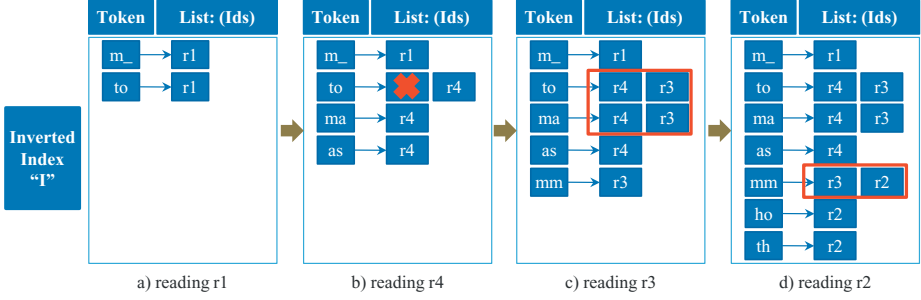 Inverted
Index
“I”
Token List: (Ids)
m_ r1
to r1
a) reading r1
Token List: (Ids)
m_ r1
to r4
ma r4
as r4
b) reading r4
Token List: (Ids)
m_ r1
to r4 r3
ma r4 r3
as r4
mm r3
c) reading r3
Token List: (Ids)
m_ r1
to r4 r3
ma r4 r3
as r4
mm r3 r2
ho r2
th r2
d) reading r2